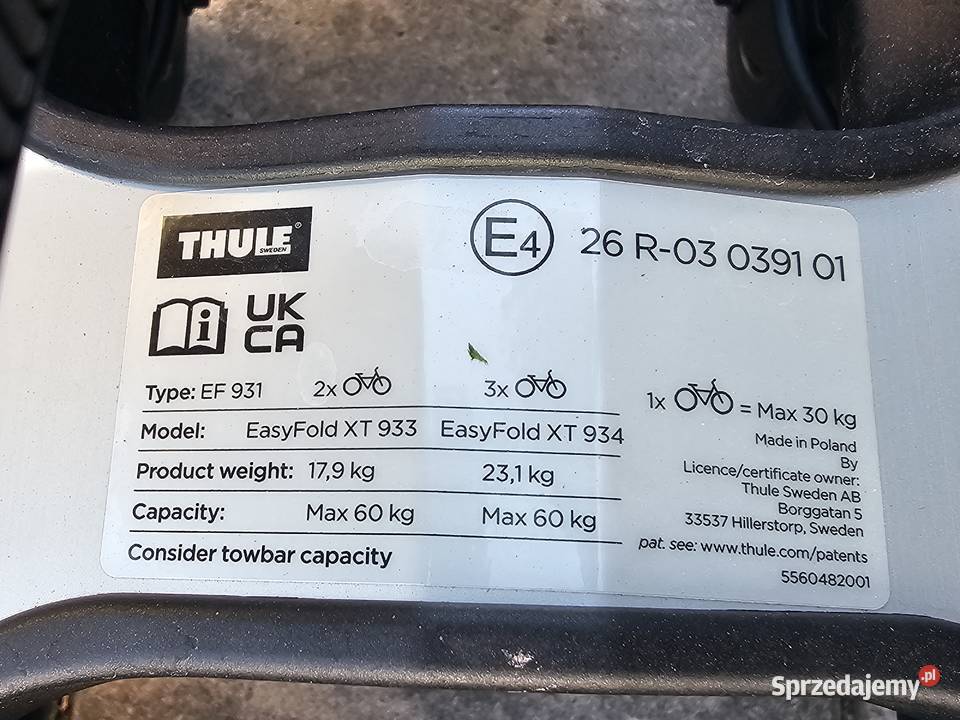 THULE®
SWEDEN
E4 26 R-03 0391 01
UK
CA
Type: EF 931 2x 3x
Model: EasyFold XT 933 EasyFold XT 934
Product weight: 17,9 kg 23,1 kg
Capacity: Max 60 kg Max 60 kg
Consider towbar capacity
1x = Max 30 kg
Made in Poland
By
Licence/certificate owner:
Thule Sweden AB
Borggatan 5
33537 Hillerstorp, Sweden
pat. see: www.thule.com/patents
5560482001
Sprzedajemy.pl